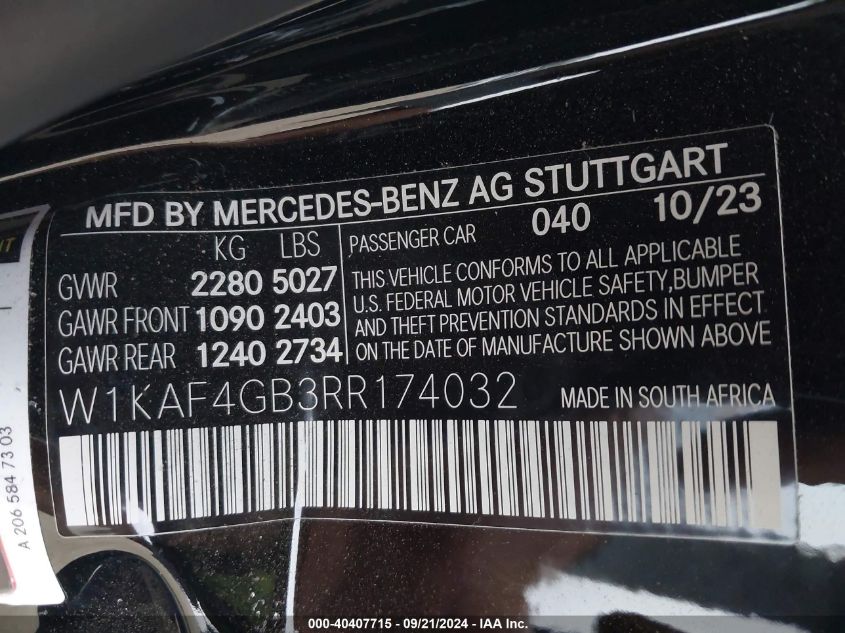 MFD BY MERCEDES-BENZ AG STUTTGART
KG LBS
GVWR 2280 5027
GAWR FRONT 1090 2403
GAWR REAR 1240 2734
PASSENGER CAR 040 10/23
THIS VEHICLE CONFORMS TO ALL APPLICABLE
U.S. FEDERAL MOTOR VEHICLE SAFETY,BUMPER
AND THEFT PREVENTION STANDARDS IN EFFECT
ON THE DATE OF MANUFACTURE SHOWN ABOVE
W1KAF4GB3RR174032 MADE IN SOUTH AFRICA
A 206 584 73 03
000-40407715 - 09/21/2024 - IAA Inc.